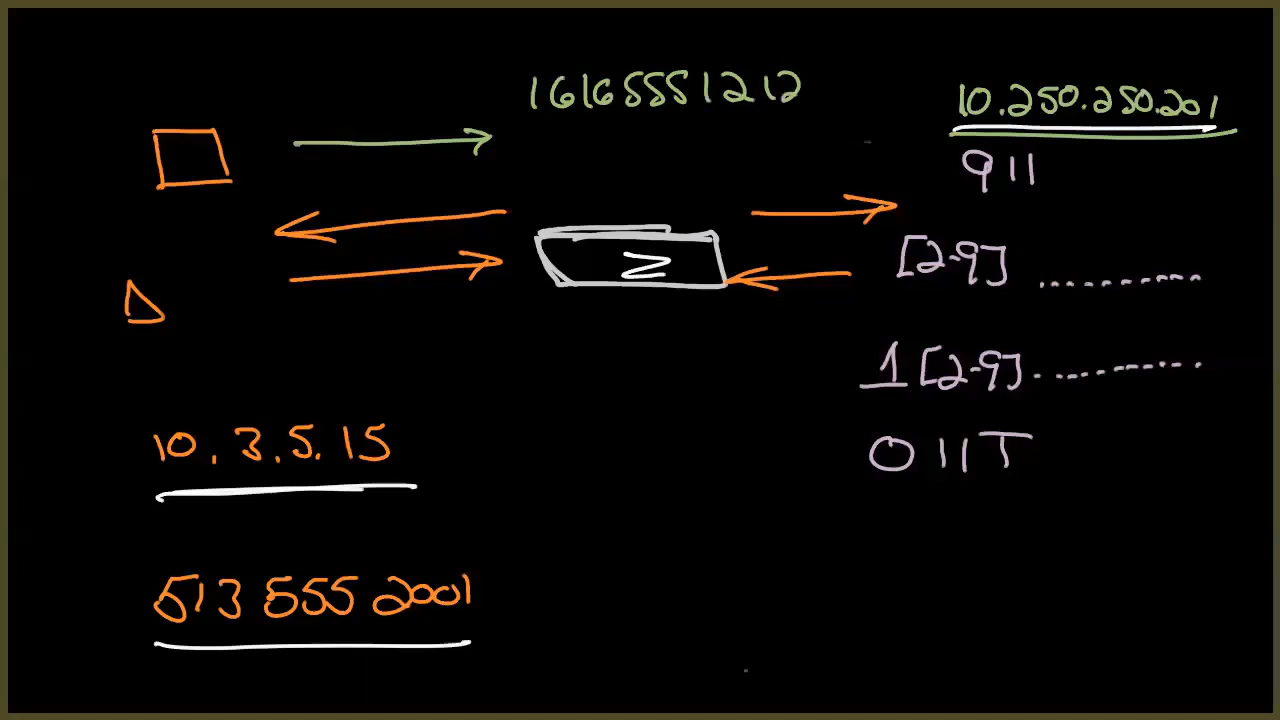 16165551212
10.250.250.201
911
[2-9] ..........
Z
1[2-9] ..........
10.3.5.15
011T
513 555 2001